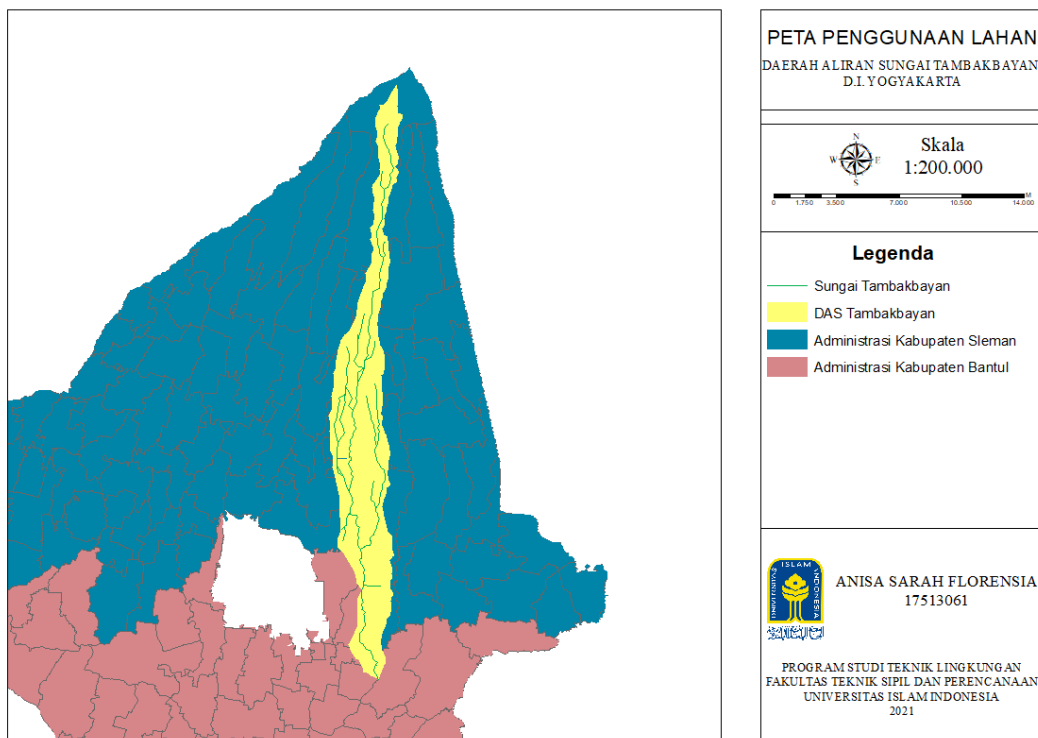 PETA PENGGUNAAN LAHAN
DAERAH ALIRAN SUNGAI TAMBAKBAYAN
D.I. YOGYAKARTA
N
W E
S
Skala
1:200.000
M
0 1.750 3.500 7.000 10.500 14.000
Legenda
Sungai Tambakbayan
DAS Tambakbayan
Administrasi Kabupaten Sleman
Administrasi Kabupaten Bantul
UNIVERSITAS ISLAM INDONESIA
ANISA SARAH FLORENSIA
17513061
PROGRAM STUDI TEKNIK LINGKUNGAN
FAKULTAS TEKNIK SIPIL DAN PERENCANAAN
UNIVERSITAS ISLAM INDONESIA
2021